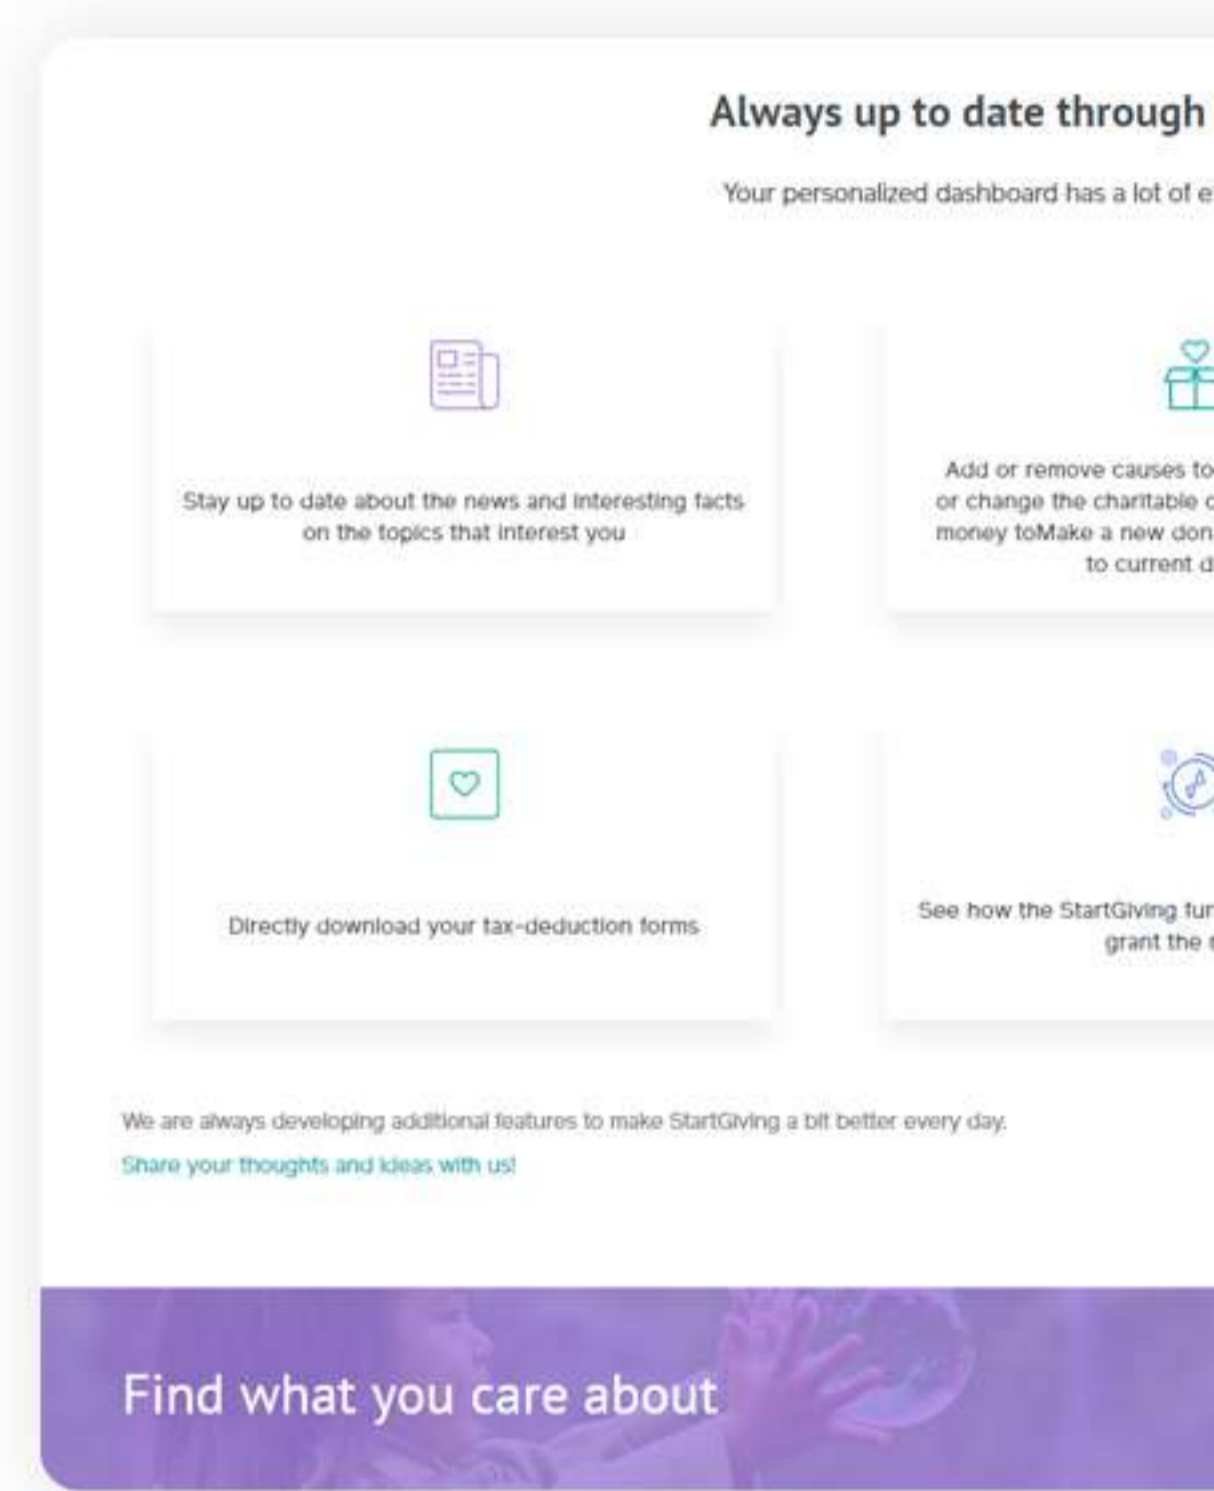 Always up to date through
Your personalized dashboard has a lot of
Stay up to date about the news and interesting facts
on the topics that interest you
Add or remove causes to
or change the charitable
money toMake a new
to current
Directly download your tax-deduction forms
See how the StartGiving
grant the
We are always developing additional features to make StartGiving a bit better every day.
Share your thoughts and ideas with us!
Find what you care about